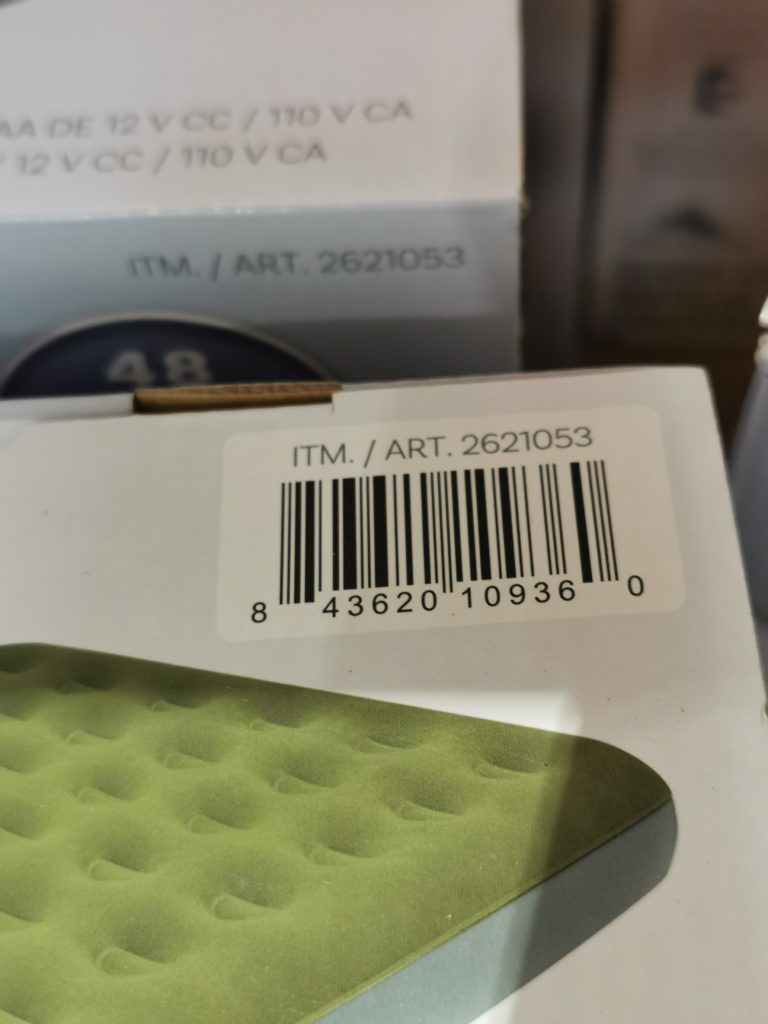 AA DE 12 V CC / 110 V CA
/ 12 V CC / 110 V CA
ITM. / ART. 2621053
48
ITM. / ART. 2621053
8 43620 10936 0